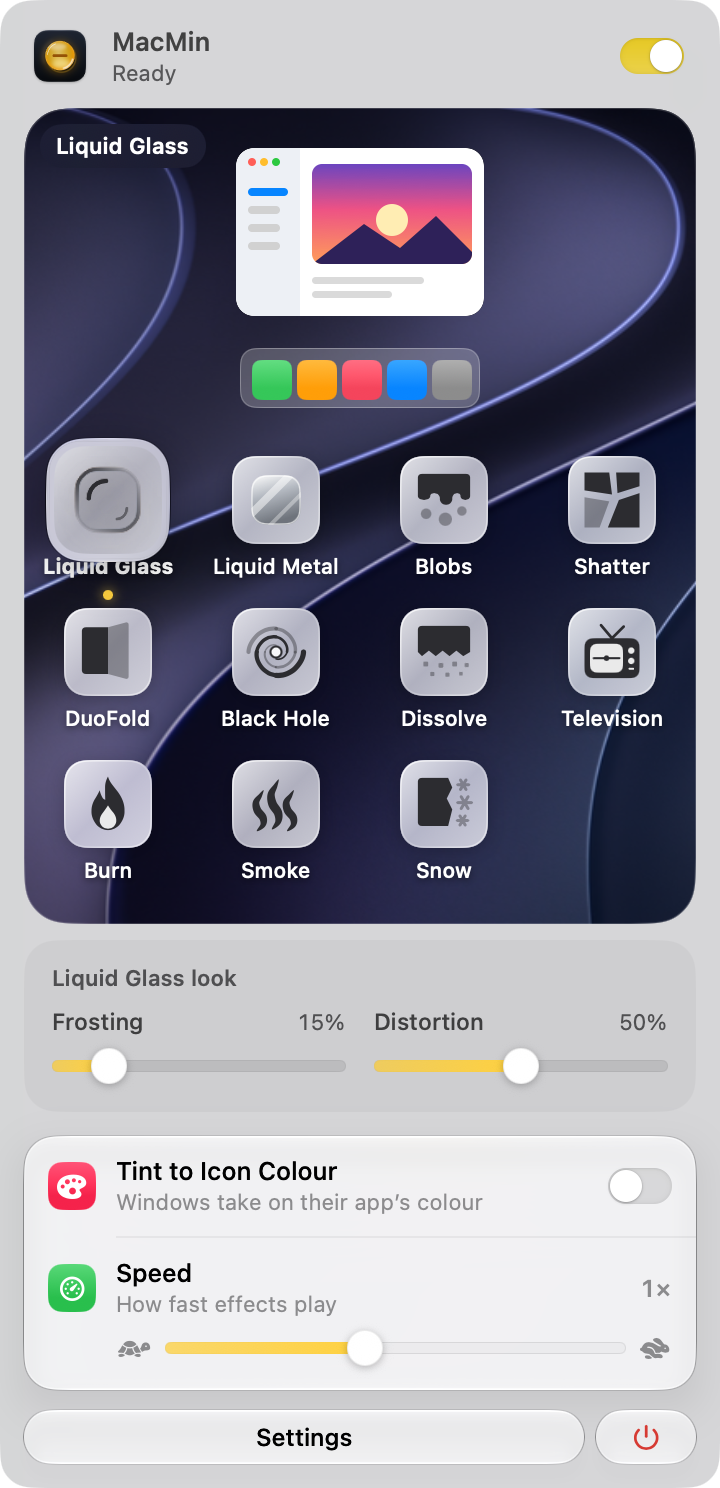 MacMin
Ready
Liquid Glass
Liquid Glass
Liquid Metal
Blobs
Shatter
DuoFold
Black Hole
Dissolve
Television
Burn
Smoke
Snow
Liquid Glass look
Frosting 15%
Distortion 50%
Tint to Icon Colour
Windows take on their app’s colour
Speed
How fast effects play
1×
Settings